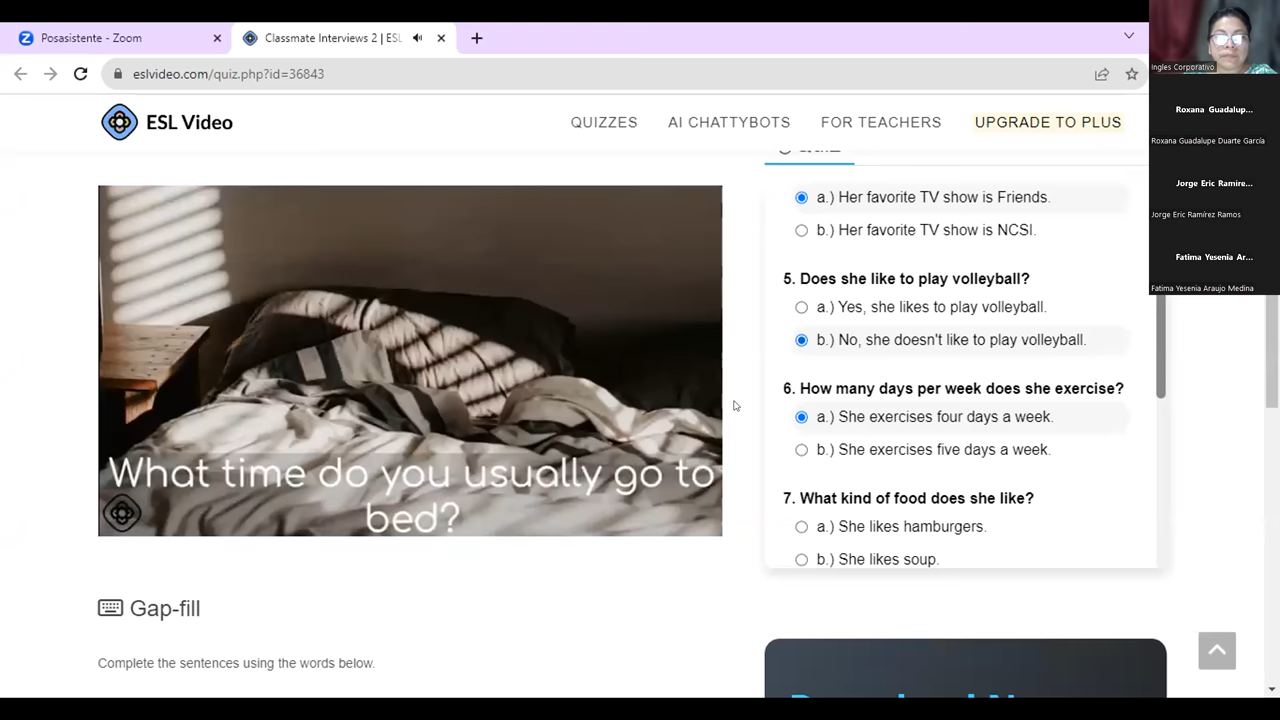 Posasistente - Zoom
Classmate Interviews 2 | ESL
eslvideo.com/quiz.php?id=36843
ESL Video
QUIZZES
AI CHATTYBOTS
FOR TEACHERS
UPGRADE TO PLUS
a.) Her favorite TV show is Friends.
b.) Her favorite TV show is NCSI.
5. Does she like to play volleyball?
a.) Yes, she likes to play volleyball.
b.) No, she doesn't like to play volleyball.
6. How many days per week does she exercise?
a.) She exercises four days a week.
b.) She exercises five days a week.
7. What kind of food does she like?
a.) She likes hamburgers.
b.) She likes soup.
What time do you usually go to
bed?
Gap-fill
Complete the sentences using the words below.
Ingles Corporativo
Roxana Guadalup...
Roxana Guadalupe Duarte García
Jorge Eric Ramíre...
Jorge Eric Ramírez Ramos
Fatima Yesenia Ar...
Fatima Yesenia Araujo Medina